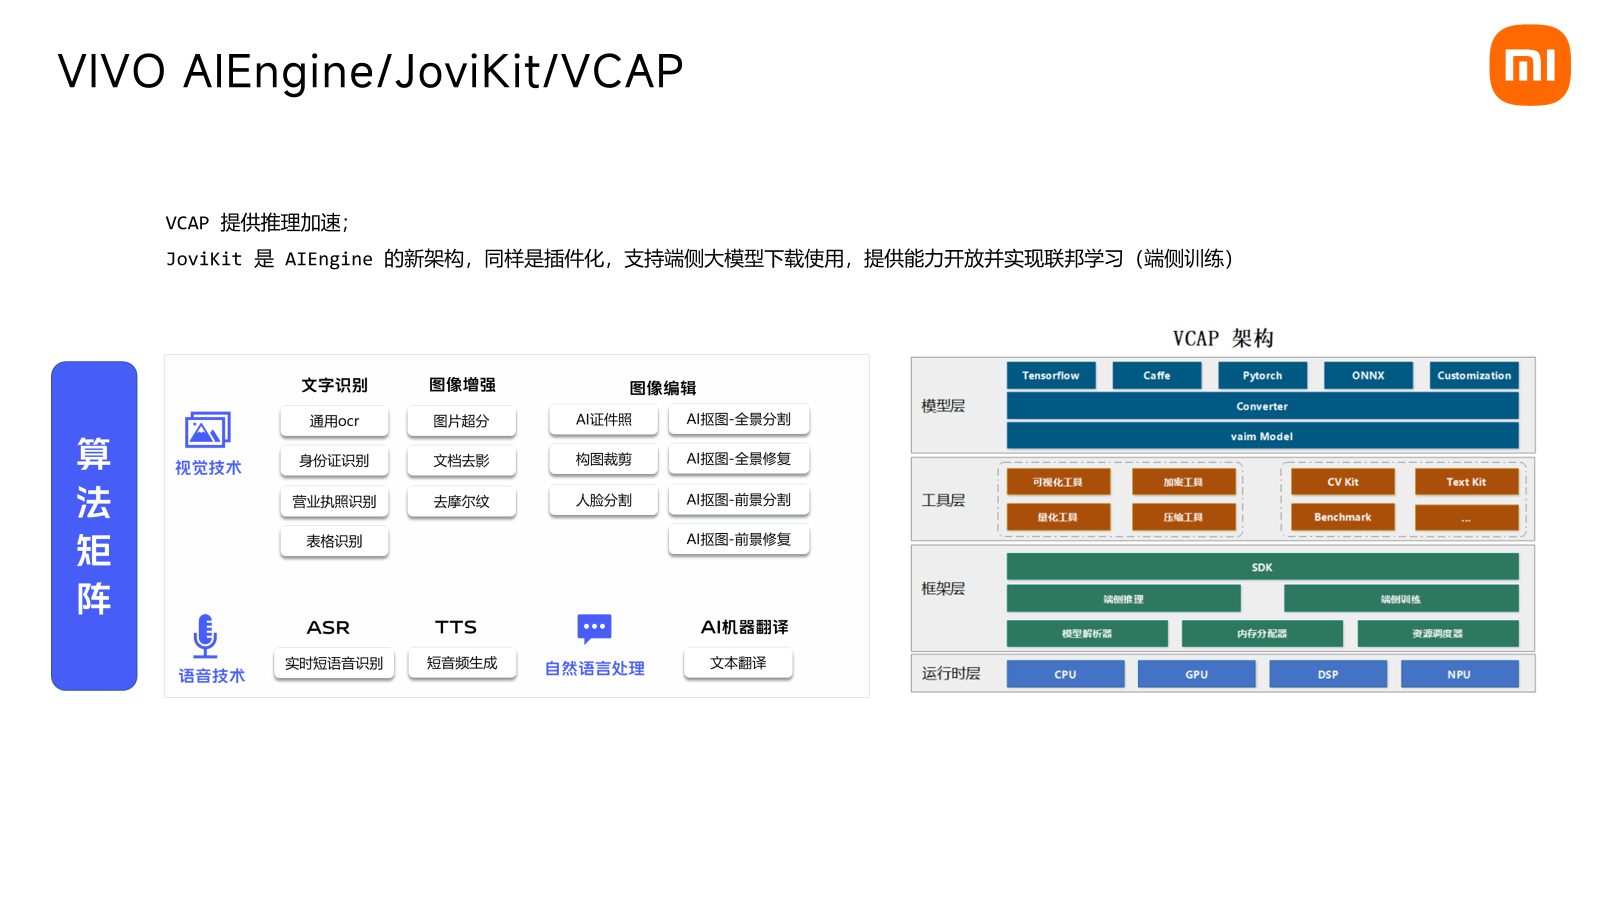 VIVO AIEngine/JoviKit/VCAP
VCAP 提供推理加速；
JoviKit 是 AIEngine 的新架构，同样是插件化，支持端侧大模型下载使用，提供能力开放并实现联邦学习（端侧训练）
算法矩阵
视觉技术
文字识别
通用ocr
身份证识别
营业执照识别
表格识别
图像增强
图片超分
文档去影
去摩尔纹
图像编辑
AI证件照
构图裁剪
人脸分割
AI抠图-全景分割
AI抠图-全景修复
AI抠图-前景分割
AI抠图-前景修复
语音技术
ASR
实时短语音识别
TTS
短音频生成
自然语言处理
AI机器翻译
文本翻译
VCAP 架构
模型层
Tensorflow Caffe Pytorch ONNX Customization
Converter
vaim Model
工具层
可视化工具 加密工具 CV Kit Text Kit
量化工具 压缩工具 Benchmark ...
框架层
SDK
端侧推理 端侧训练
模型解析器 内存分配器 资源调度器
运行时层
CPU GPU DSP NPU